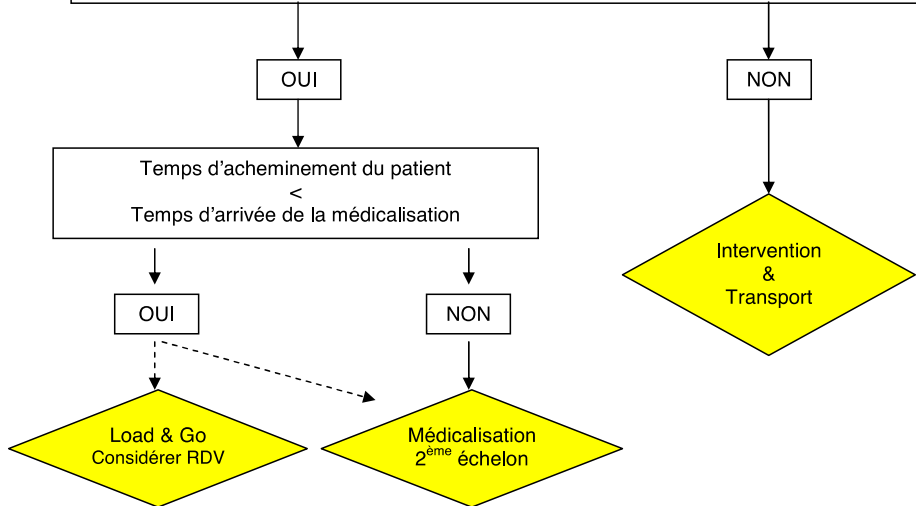 OUI
NON
Temps d'acheminement du patient
<
Temps d'arrivée de la médicalisation
Intervention
&
Transport
OUI
NON
Load & Go
Considérer RDV
Médicalisation
2ème échelon